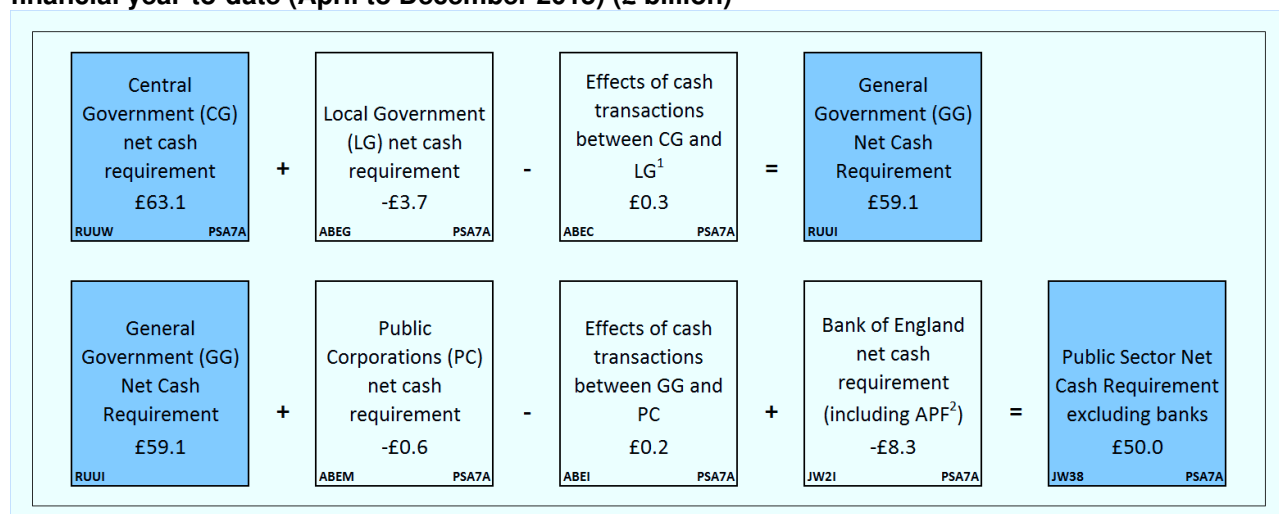 financial year-to-date (April to December 2015) (£ billion)
Central
Government (CG)
net cash
requirement
£63.1
RUUW PSA7A
+
Local Government
(LG) net cash
requirement
-£3.7
ABEG PSA7A
-
Effects of cash
transactions
between CG and
LG1
£0.3
ABEC PSA7A
=
General
Government (GG)
Net Cash
Requirement
£59.1
RUUI
General
Government (GG)
Net Cash
Requirement
£59.1
RUUI
+
Public
Corporations (PC)
net cash
requirement
-£0.6
ABEM PSA7A
-
Effects of cash
transactions
between GG and
PC
£0.2
ABEI PSA7A
+
Bank of England
net cash
requirement
(including APF2)
-£8.3
JW2I PSA7A
=
Public Sector Net
Cash Requirement
excluding banks
£50.0
JW38 PSA7A